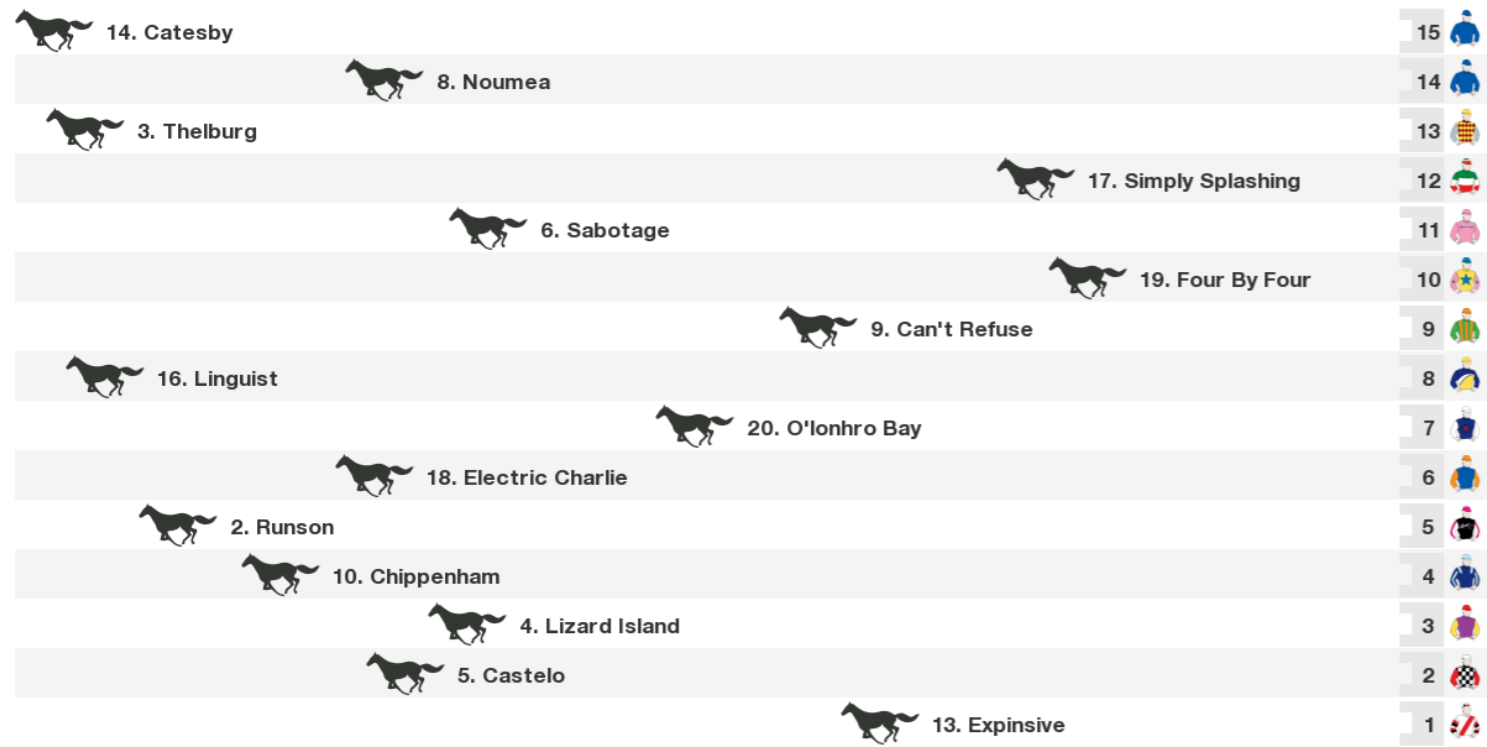 14. Catesby 15
8. Noumea 14
3. Thelburg 13
17. Simply Splashing 12
6. Sabotage 11
19. Four By Four 10
9. Can't Refuse 9
16. Linguist 8
20. O'lonhro Bay 7
18. Electric Charlie 6
2. Runson 5
10. Chippenham 4
4. Lizard Island 3
5. Castelo 2
13. Expinsive 1